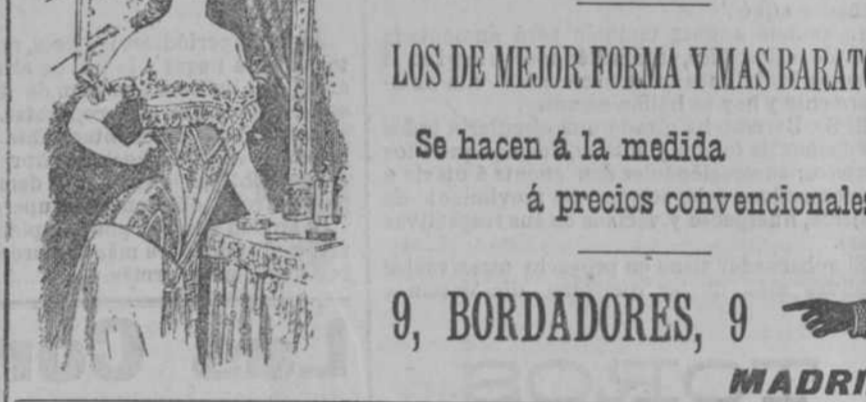 LOS DE MEJOR FORMA Y MAS BARATO
Se hacen á la medida
á precios convencionales
9, BORDADORES, 9
MADRI